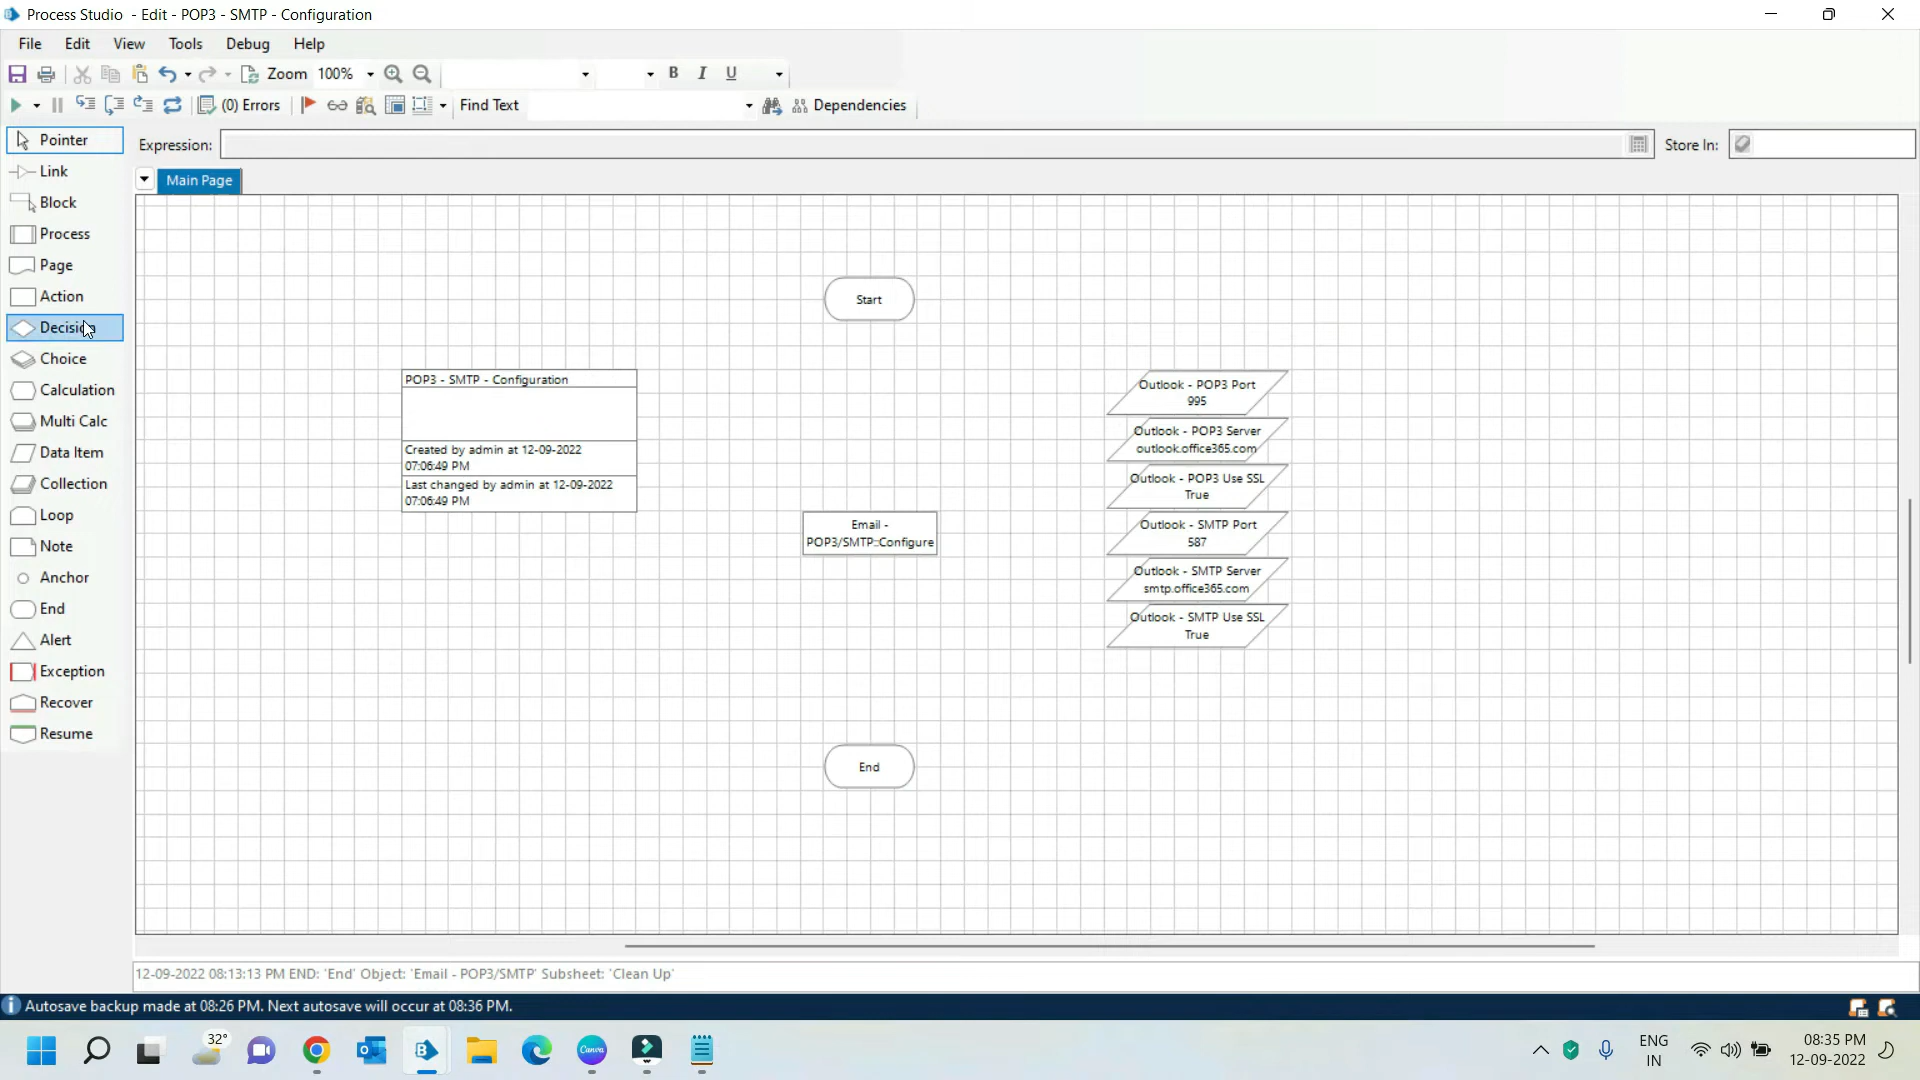 Process Studio  - Edit - POP3 - SMTP - Configuration
File Edit View Tools Debug Help
Zoom 100% B I U
(0) Errors Find Text Dependencies
Expression: Store In:
Pointer
Link
Block
Process
Page
Action
Decision
Choice
Calculation
Multi Calc
Data Item
Collection
Loop
Note
Anchor
End
Alert
Exception
Recover
Resume
Main Page
Start
POP3 - SMTP - Configuration
Created by admin at 12-09-2022
07:06:49 PM
Last changed by admin at 12-09-2022
07:06:49 PM
Email -
POP3/SMTP::Configure
Outlook - POP3 Port
995
Outlook - POP3 Server
outlook.office365.com
Outlook - POP3 Use SSL
True
Outlook - SMTP Port
587
Outlook - SMTP Server
smtp.office365.com
Outlook - SMTP Use SSL
True
End
12-09-2022 08:13:13 PM END: 'End' Object: 'Email - POP3/SMTP' Subsheet: 'Clean Up'
Autosave backup made at 08:26 PM. Next autosave will occur at 08:36 PM.
32°
Canva
ENG
IN
08:35 PM
12-09-2022